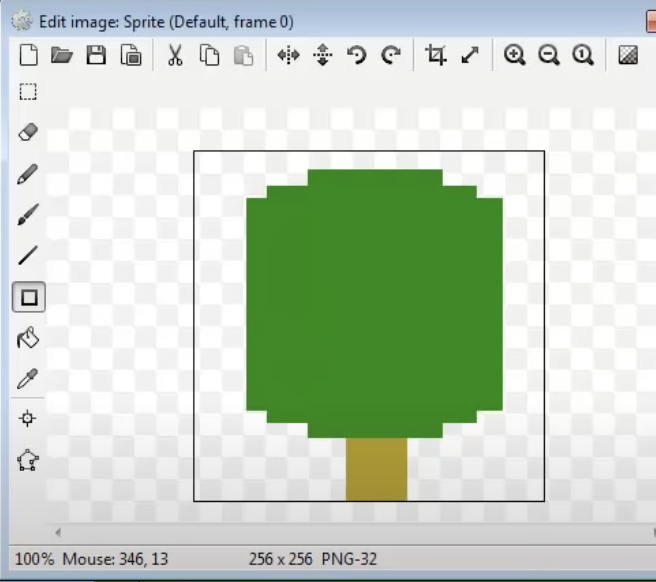 Edit image: Sprite (Default, frame 0)
100% Mouse: 346, 13 256 x 256 PNG-32